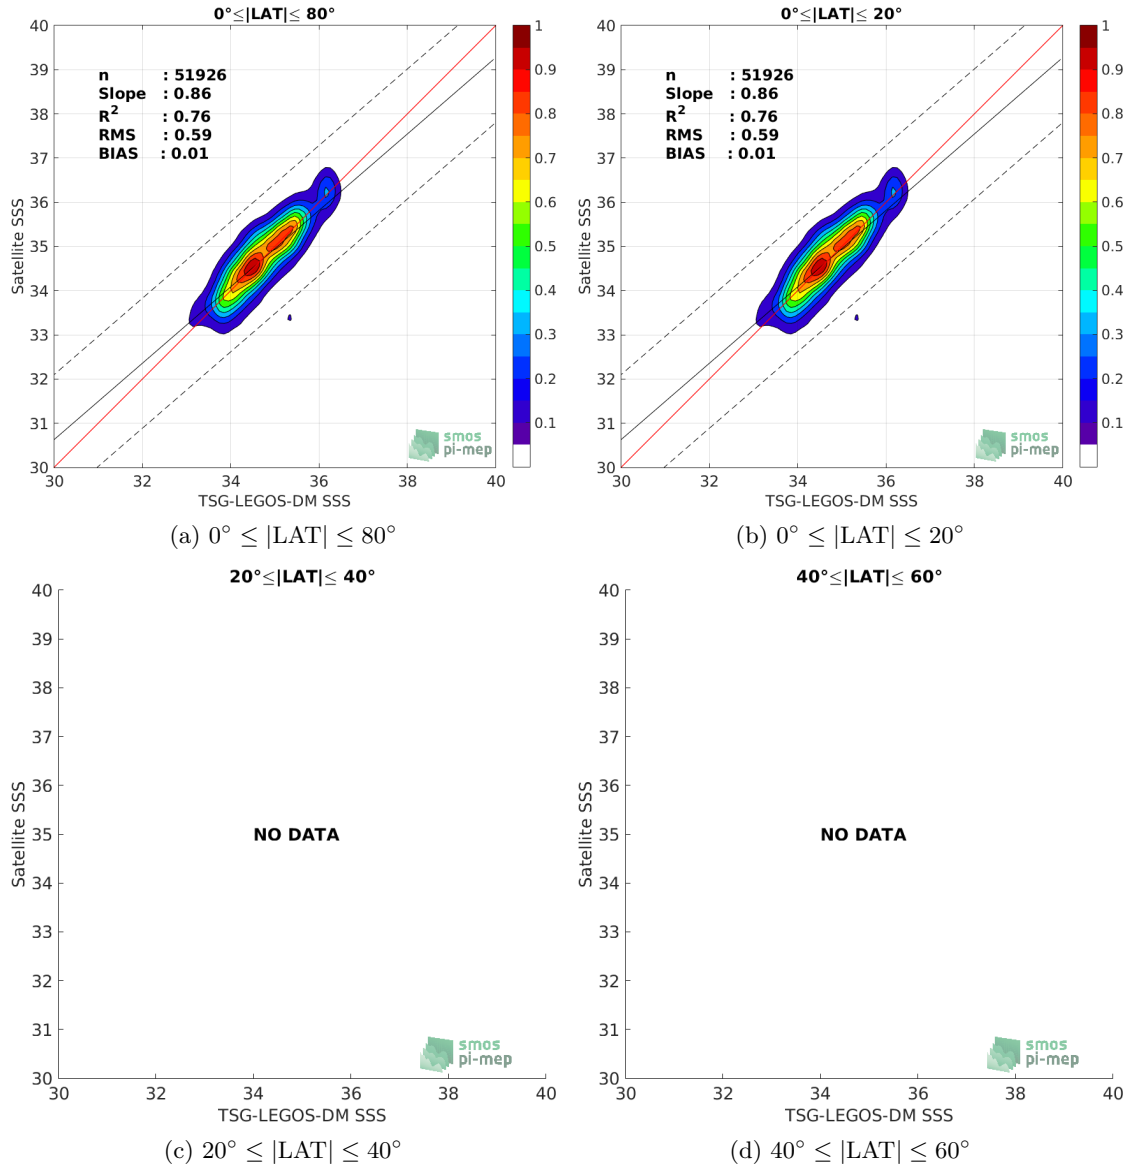 0°≤|LAT|≤ 80°
n : 51926
Slope : 0.86
R² : 0.76
RMS : 0.59
BIAS : 0.01
40
39
38
37
36
35
34
33
32
31
30
Satellite SSS
30 32 34 36 38 40
TSG-LEGOS-DM SSS
1
0.9
0.8
0.7
0.6
0.5
0.4
0.3
0.2
0.1
smos
pi-mep
(a) 0° ≤ |LAT| ≤ 80°
0°≤|LAT|≤ 20°
n : 51926
Slope : 0.86
R² : 0.76
RMS : 0.59
BIAS : 0.01
40
39
38
37
36
35
34
33
32
31
30
Satellite SSS
30 32 34 36 38 40
TSG-LEGOS-DM SSS
1
0.9
0.8
0.7
0.6
0.5
0.4
0.3
0.2
0.1
smos
pi-mep
(b) 0° ≤ |LAT| ≤ 20°
20°≤|LAT|≤ 40°
40
39
38
37
36
35
34
33
32
31
30
Satellite SSS
NO DATA
30 32 34 36 38 40
TSG-LEGOS-DM SSS
smos
pi-mep
(c) 20° ≤ |LAT| ≤ 40°
40°≤|LAT|≤ 60°
40
39
38
37
36
35
34
33
32
31
30
Satellite SSS
NO DATA
30 32 34 36 38 40
TSG-LEGOS-DM SSS
smos
pi-mep
(d) 40° ≤ |LAT| ≤ 60°